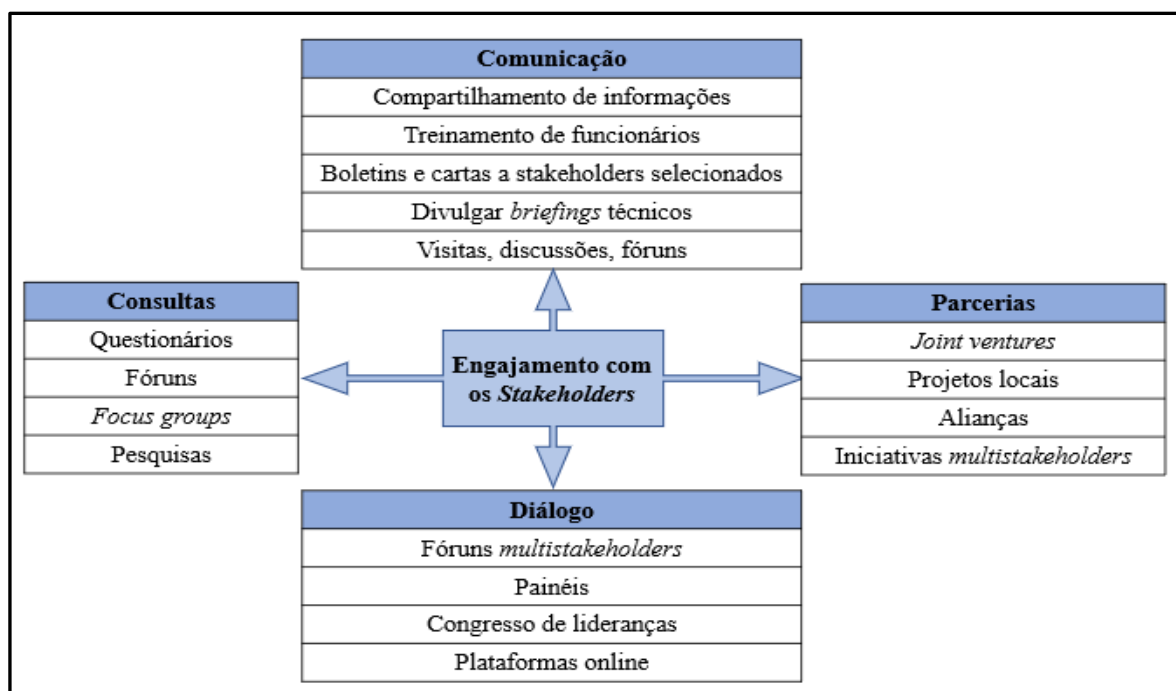 Comunicação
Compartilhamento de informações
Treinamento de funcionários
Boletins e cartas a stakeholders selecionados
Divulgar briefings técnicos
Visitas, discussões, fóruns
Consultas
Questionários
Fóruns
Focus groups
Pesquisas
Engajamento com
os Stakeholders
Parcerias
Joint ventures
Projetos locais
Alianças
Iniciativas multistakeholders
Diálogo
Fóruns multistakeholders
Painéis
Congresso de lideranças
Plataformas online